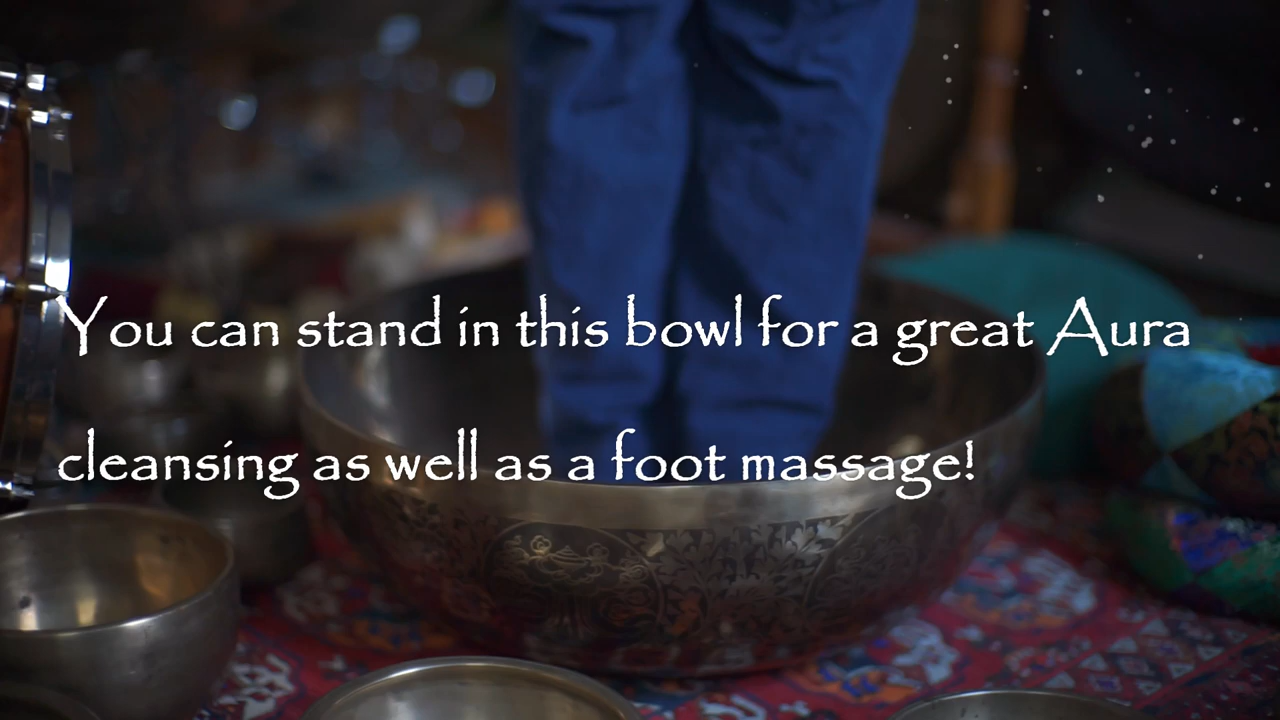 You can stand in this bowl for a great Aura
cleansing as well as a foot massage!